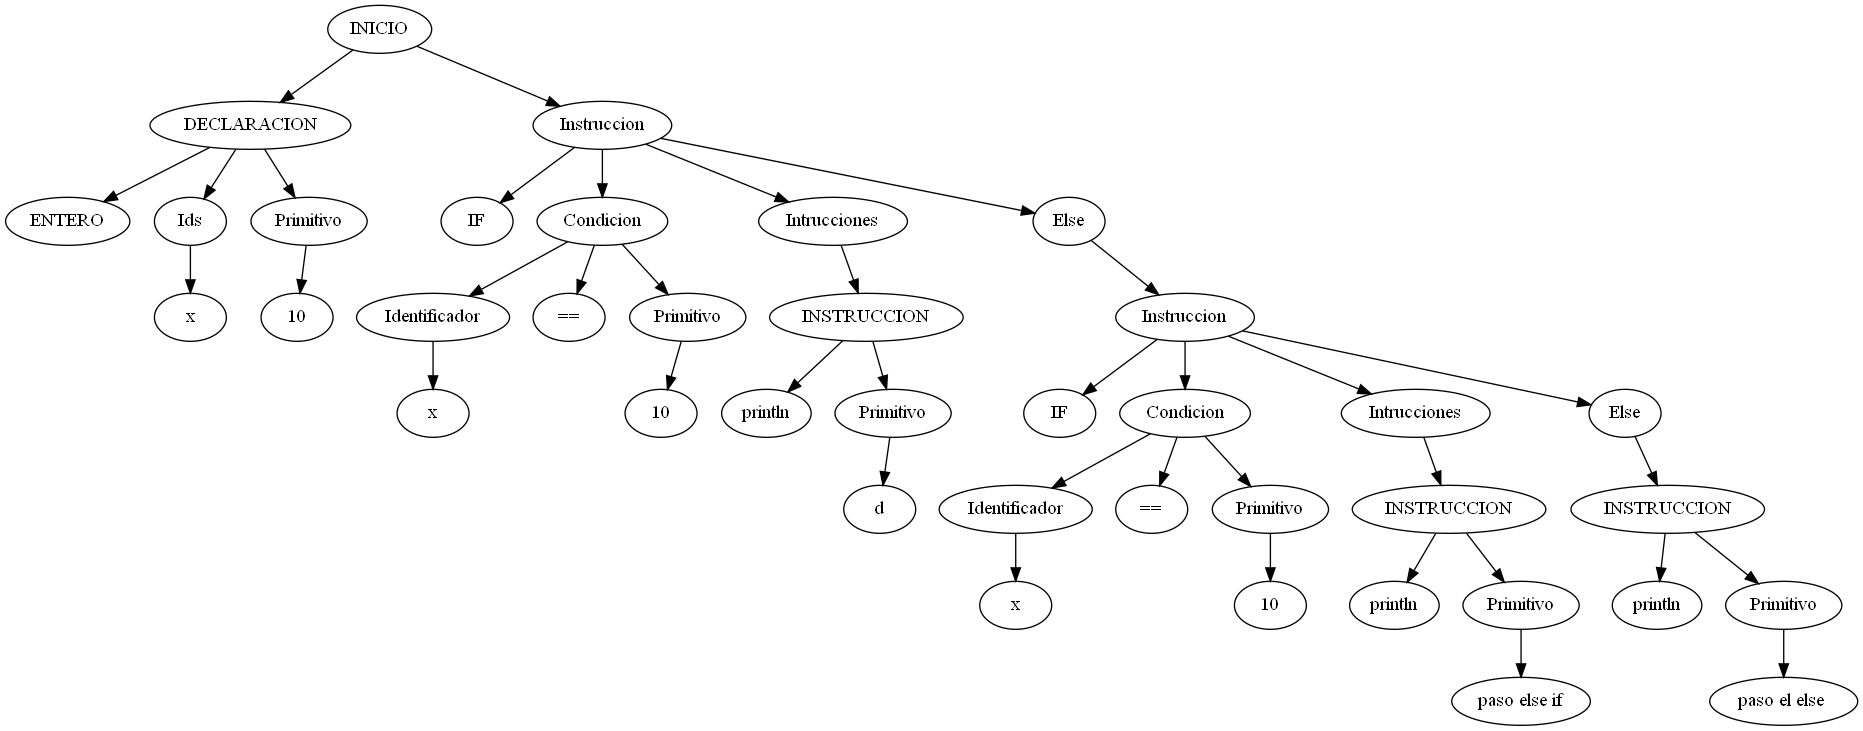 INICIO
DECLARACION
Instruccion
ENTERO
Ids
Primitivo
IF
Condicion
Intrucciones
Else
x
10
Identificador
==
Primitivo
INSTRUCCION
Instruccion
x
10
println
Primitivo
IF
Condicion
Intrucciones
Else
d
Identificador
==
Primitivo
INSTRUCCION
INSTRUCCION
x
10
println
Primitivo
println
Primitivo
paso else if
paso el else